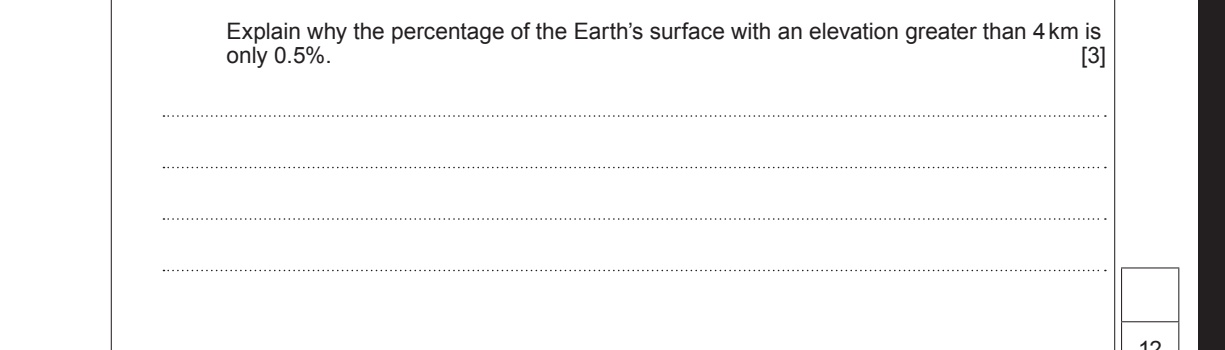 Explain why the percentage of the Earth's surface with an elevation greater than 4 km is
only 0.5%. [3]
12